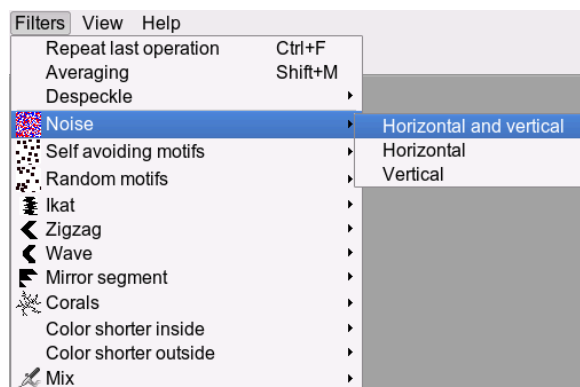 Filters View Help
Repeat last operation Ctrl+F
Averaging Shift+M
Despeckle
Noise
Horizontal and vertical
Self avoiding motifs
Horizontal
Random motifs
Vertical
Ikat
Zigzag
Wave
Mirror segment
Corals
Color shorter inside
Color shorter outside
Mix